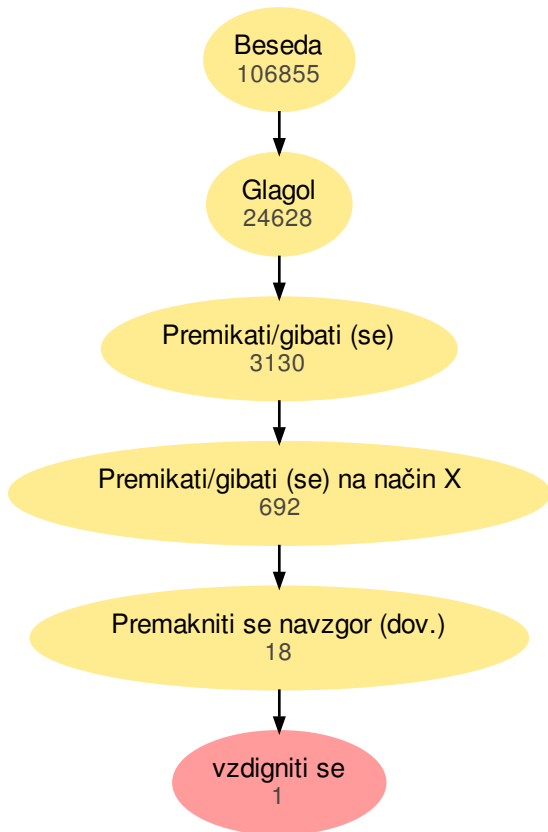 Beseda
106855
Glagol
24628
Premikati/gibati (se)
3130
Premikati/gibati (se) na način X
692
Premakniti se navzgor (dov.)
18
vzdigniti se
1